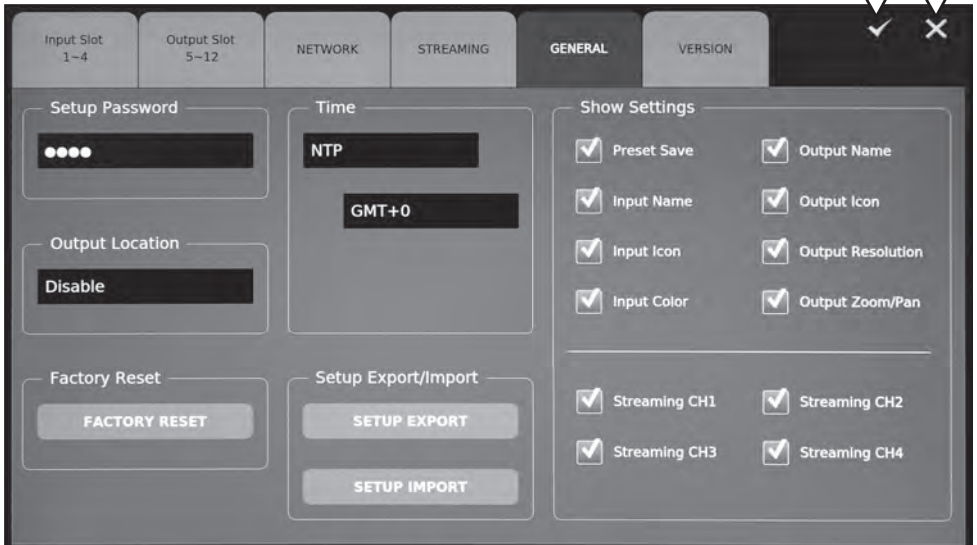 Input Slot
1~4
Output Slot
5~12
NETWORK
STREAMING
GENERAL
VERSION
Setup Password
Output Location
Disable
Factory Reset
FACTORY RESET
Time
NTP
GMT+0
Setup Export/Import
SETUP EXPORT
SETUP IMPORT
Show Settings
Preset Save
Output Name
Input Name
Output Icon
Input Icon
Output Resolution
Input Color
Output Zoom/Pan
Streaming CH1
Streaming CH2
Streaming CH3
Streaming CH4